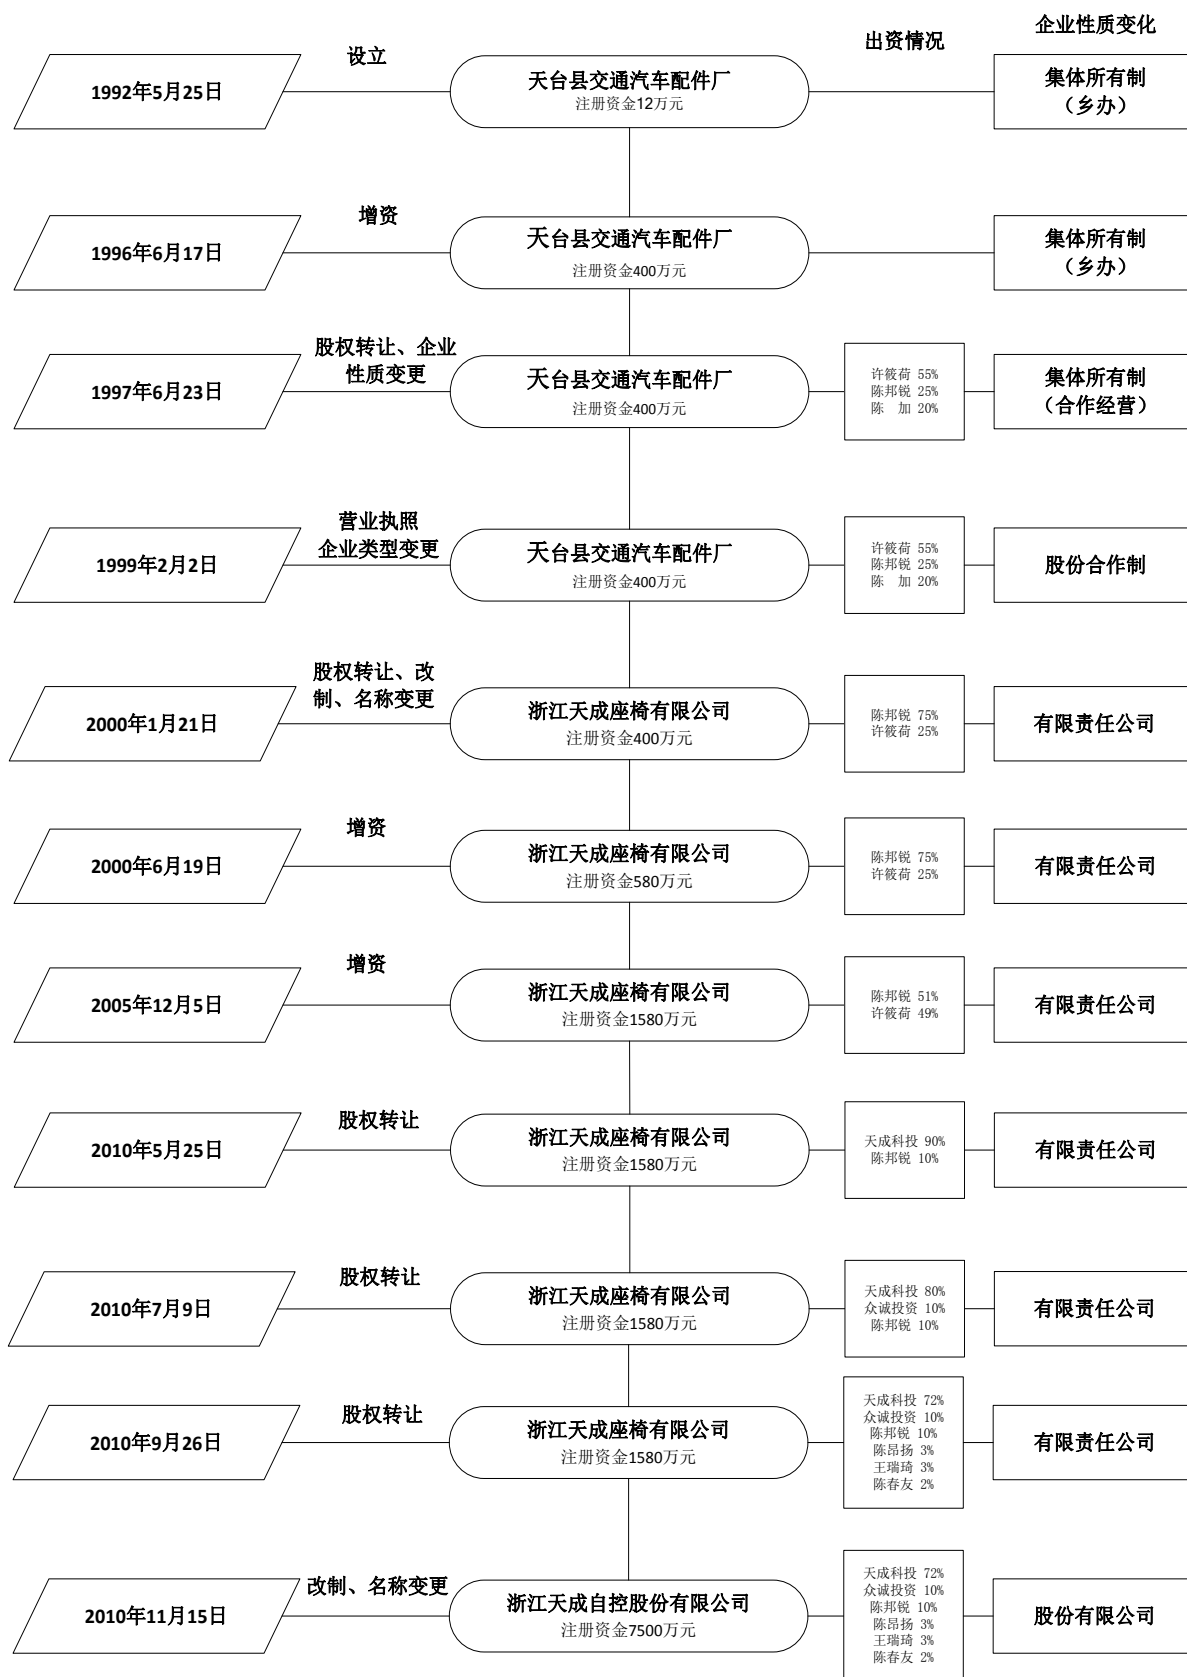 出资情况
企业性质变化
1992年5月25日
设立
天台县交通汽车配件厂
注册资金12万元
集体所有制
（乡办）
1996年6月17日
增资
天台县交通汽车配件厂
注册资金400万元
集体所有制
（乡办）
1997年6月23日
股权转让、企业
性质变更
天台县交通汽车配件厂
注册资金400万元
许筱荷 55%
陈邦锐 25%
陈　加 20%
集体所有制
（合作经营）
1999年2月2日
营业执照
企业类型变更
天台县交通汽车配件厂
注册资金400万元
许筱荷 55%
陈邦锐 25%
陈　加 20%
股份合作制
2000年1月21日
股权转让、改
制、名称变更
浙江天成座椅有限公司
注册资金400万元
陈邦锐 75%
许筱荷 25%
有限责任公司
2000年6月19日
增资
浙江天成座椅有限公司
注册资金580万元
陈邦锐 75%
许筱荷 25%
有限责任公司
2005年12月5日
增资
浙江天成座椅有限公司
注册资金1580万元
陈邦锐 51%
许筱荷 49%
有限责任公司
2010年5月25日
股权转让
浙江天成座椅有限公司
注册资金1580万元
天成科投 90%
陈邦锐 10%
有限责任公司
2010年7月9日
股权转让
浙江天成座椅有限公司
注册资金1580万元
天成科投 80%
众诚投资 10%
陈邦锐 10%
有限责任公司
2010年9月26日
股权转让
浙江天成座椅有限公司
注册资金1580万元
天成科投 72%
众诚投资 10%
陈邦锐 10%
陈昂扬 3%
王瑞琦 3%
陈春友 2%
有限责任公司
2010年11月15日
改制、名称变更
浙江天成自控股份有限公司
注册资金7500万元
天成科投 72%
众诚投资 10%
陈邦锐 10%
陈昂扬 3%
王瑞琦 3%
陈春友 2%
股份有限公司